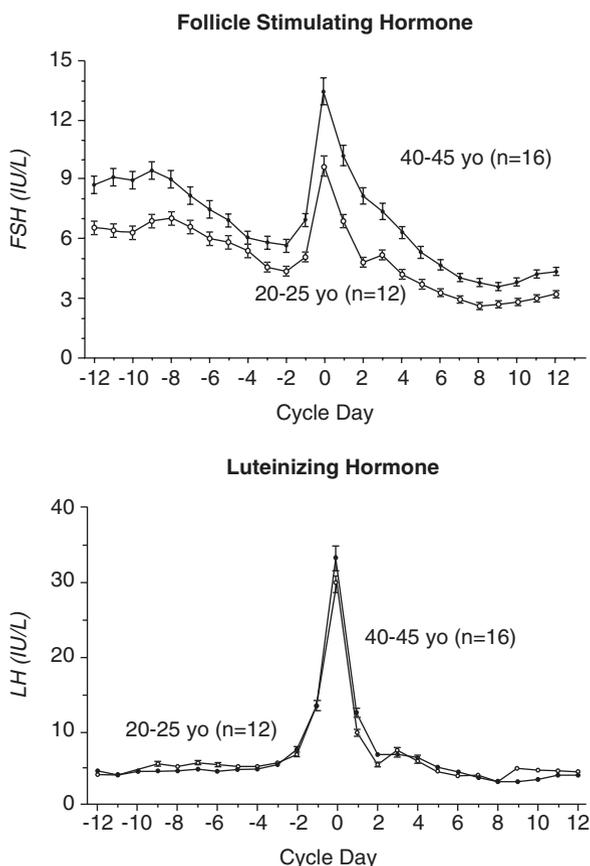 Follicle Stimulating Hormone
15
12
9
6
3
0
FSH (IU/L)
40-45 yo (n=16)
20-25 yo (n=12)
-12 -10 -8 -6 -4 -2 0 2 4 6 8 10 12
Cycle Day
Luteinizing Hormone
40
30
20
10
0
LH (IU/L)
40-45 yo (n=16)
20-25 yo (n=12)
-12 -10 -8 -6 -4 -2 0 2 4 6 8 10 12
Cycle Day